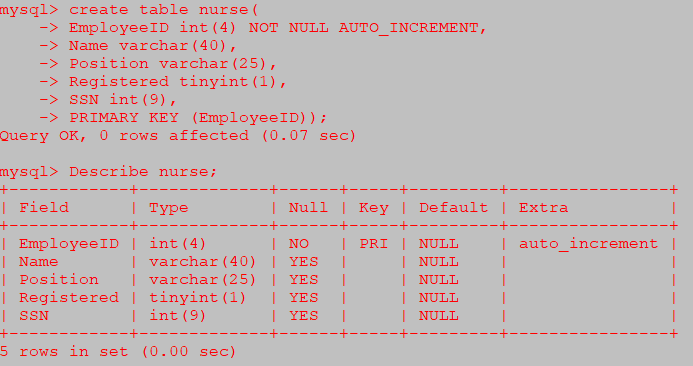 mysql> create table nurse(
    -> EmployeeID int(4) NOT NULL AUTO_INCREMENT,
    -> Name varchar(40),
    -> Position varchar(25),
    -> Registered tinyint(1),
    -> SSN int(9),
    -> PRIMARY KEY (EmployeeID));
Query OK, 0 rows affected (0.07 sec)
mysql> Describe nurse;
+------------+-------------+------+-----+---------+----------------+
| Field      | Type        | Null | Key | Default | Extra          |
+------------+-------------+------+-----+---------+----------------+
| EmployeeID | int(4)      | NO   | PRI | NULL    | auto_increment |
| Name       | varchar(40) | YES  |     | NULL    |                |
| Position   | varchar(25) | YES  |     | NULL    |                |
| Registered | tinyint(1)  | YES  |     | NULL    |                |
| SSN        | int(9)      | YES  |     | NULL    |                |
+------------+-------------+------+-----+---------+----------------+
5 rows in set (0.00 sec)